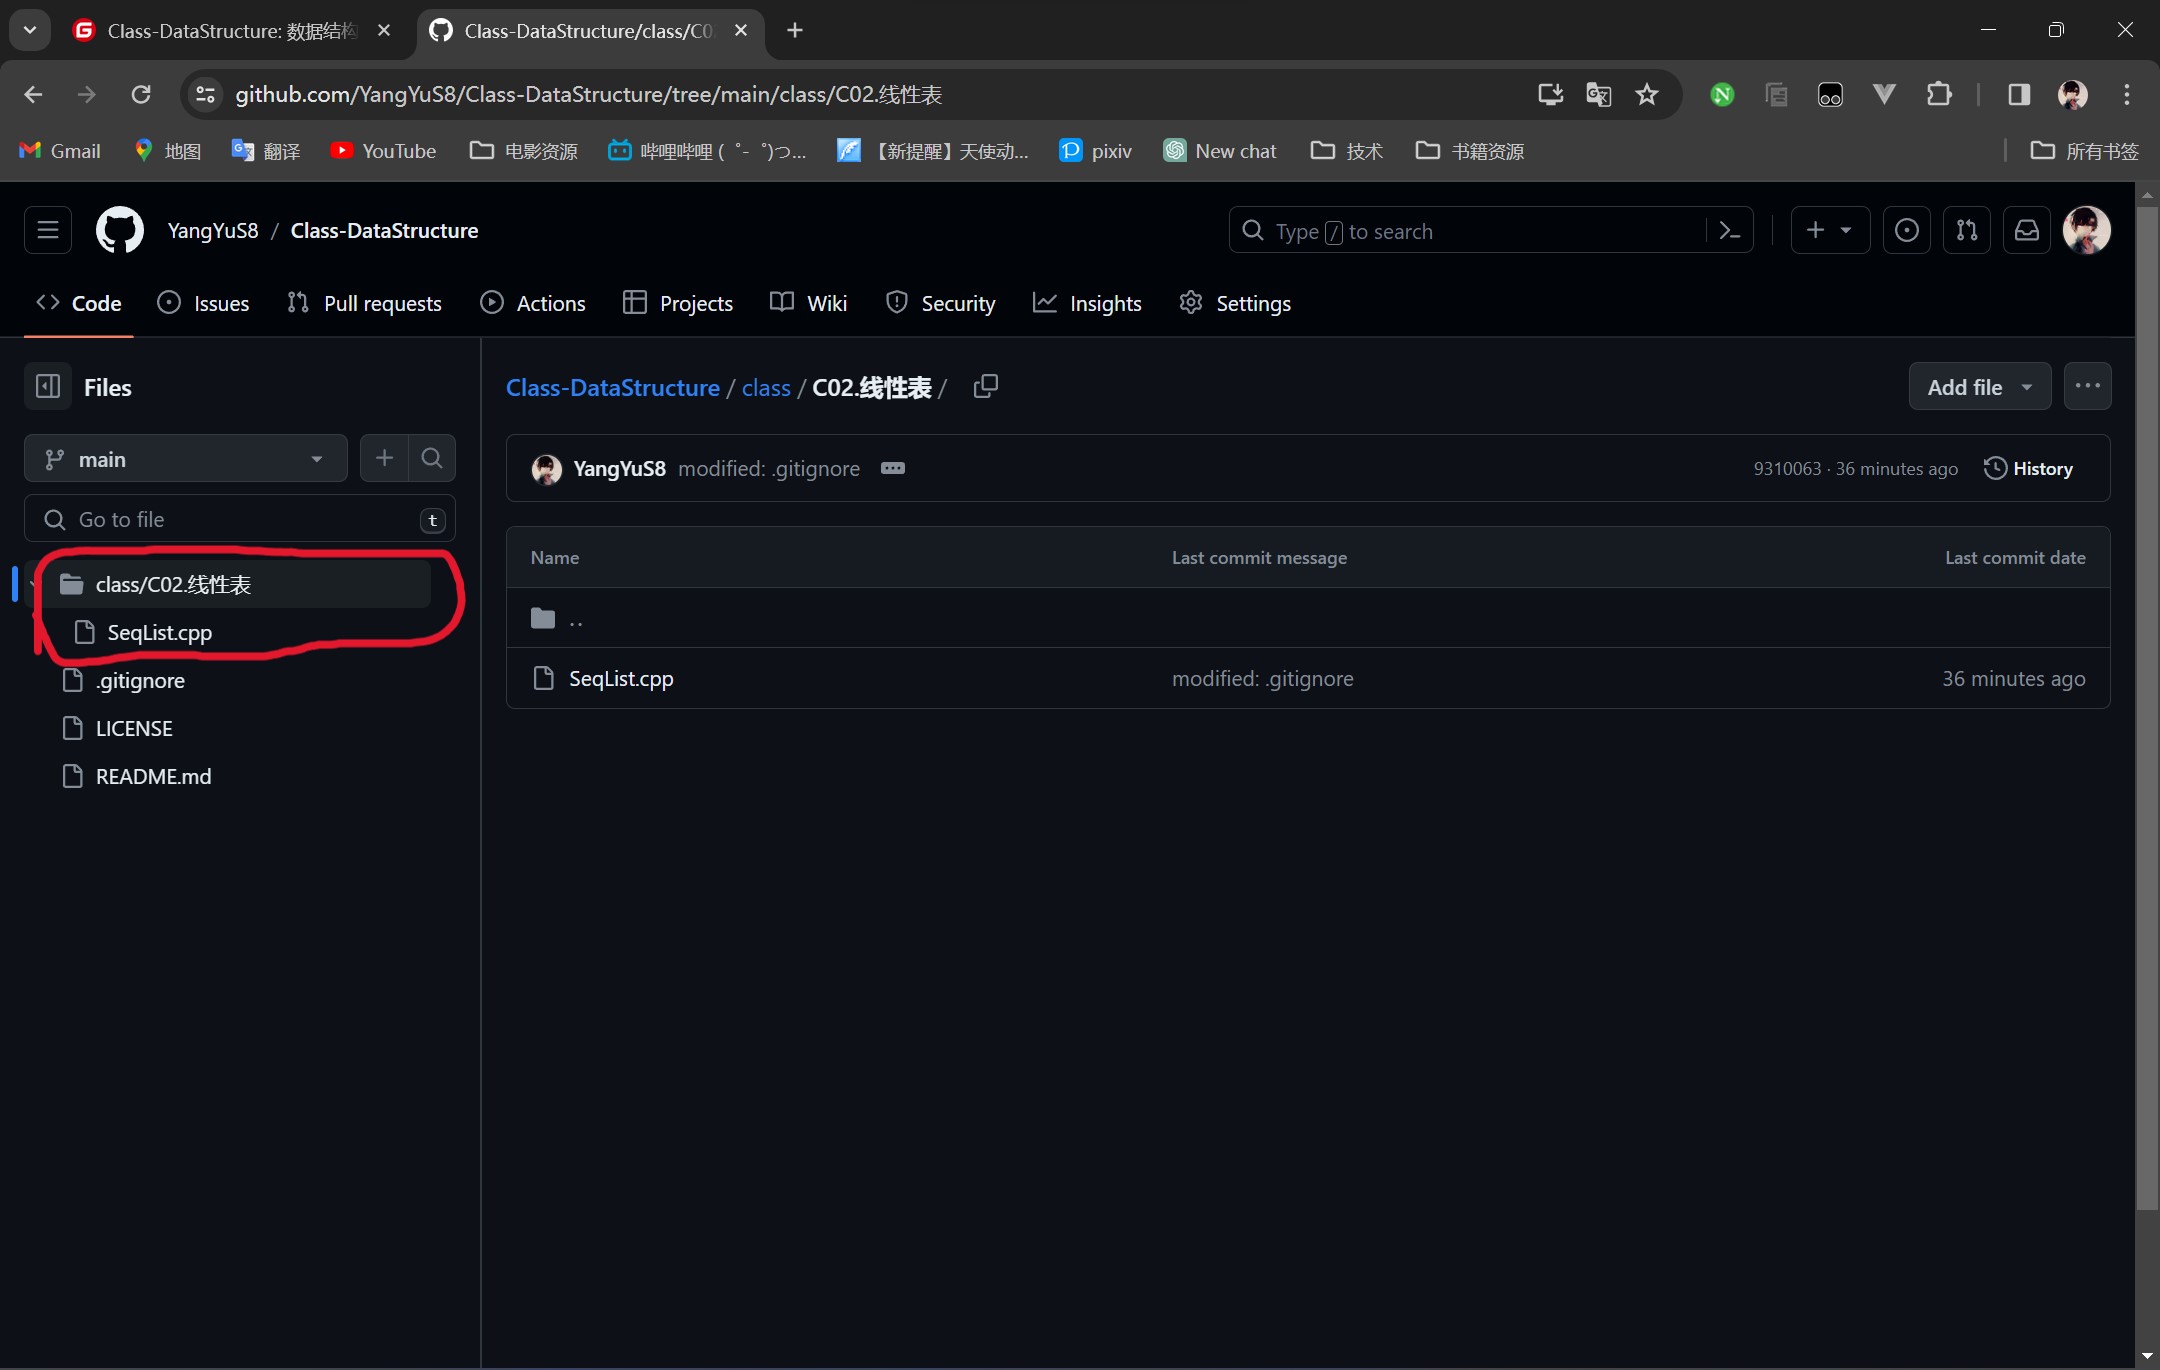 Class-DataStructure: 数据结构
Class-DataStructure/class/C0
github.com/YangYuS8/Class-DataStructure/tree/main/class/C02.线性表
Gmail 地图 翻译 YouTube 电影资源 哔哩哔哩 ( ゜- ゜)つ... 【新提醒】天使动... pixiv New chat 技术 书籍资源 所有书签
YangYuS8 / Class-DataStructure
Type / to search
Code Issues Pull requests Actions Projects Wiki Security Insights Settings
Files
main
Go to file t
class/C02.线性表
SeqList.cpp
.gitignore
LICENSE
README.md
Class-DataStructure / class / C02.线性表 /
Add file
YangYuS8 modified: .gitignore
9310063 · 36 minutes ago History
Name Last commit message Last commit date
..
SeqList.cpp modified: .gitignore 36 minutes ago